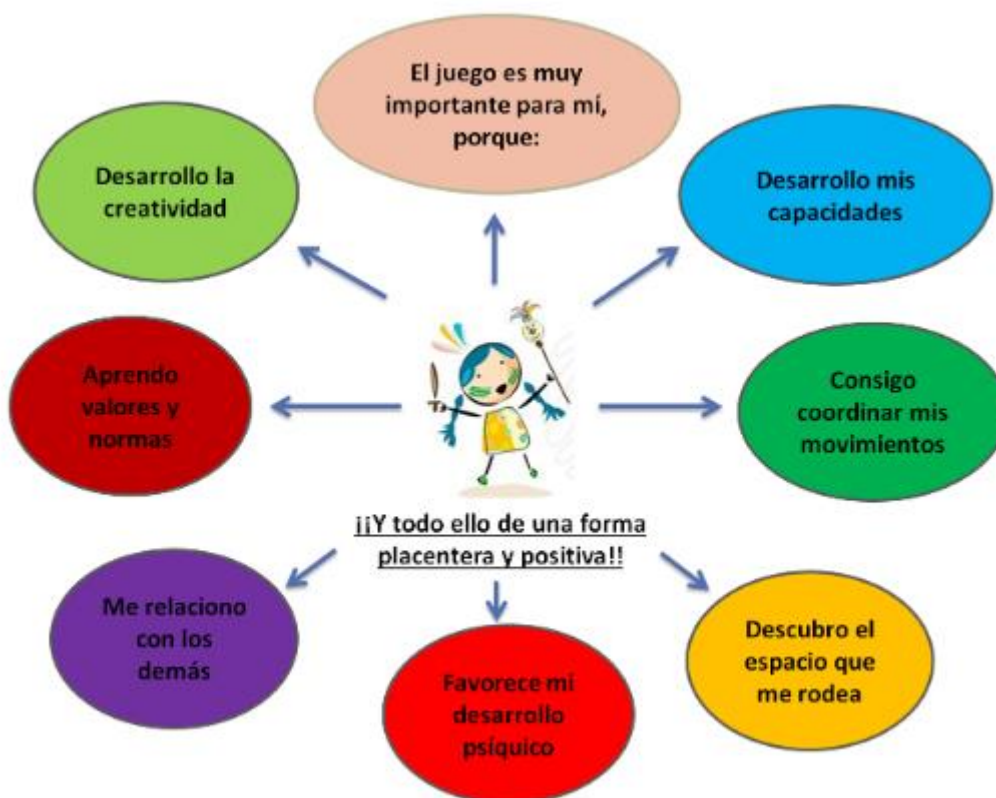 El juego es muy
importante para mí,
porque:
Desarrollo mis
capacidades
Consigo
coordinar mis
movimientos
Descubro el
espacio que
me rodea
Favorece mi
desarrollo
psíquico
Me relaciono
con los
demás
Aprendo
valores y
normas
Desarrollo la
creatividad
¡¡Y todo ello de una forma
placentera y positiva!!